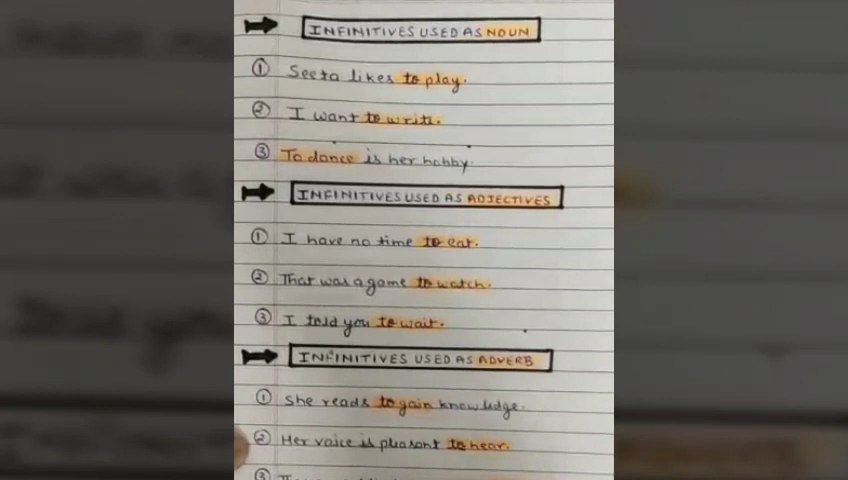 INFINITIVES USED AS NOUN
① Seeta likes to play.
② I want to write.
③ To dance is her hobby.
INFINITIVES USED AS ADJECTIVES
① I have no time to eat.
② That was a game to watch.
③ I told you to wait.
INFINITIVES USED AS ADVERB
① She reads to gain knowledge.
② Her voice is pleasant to hear.
③